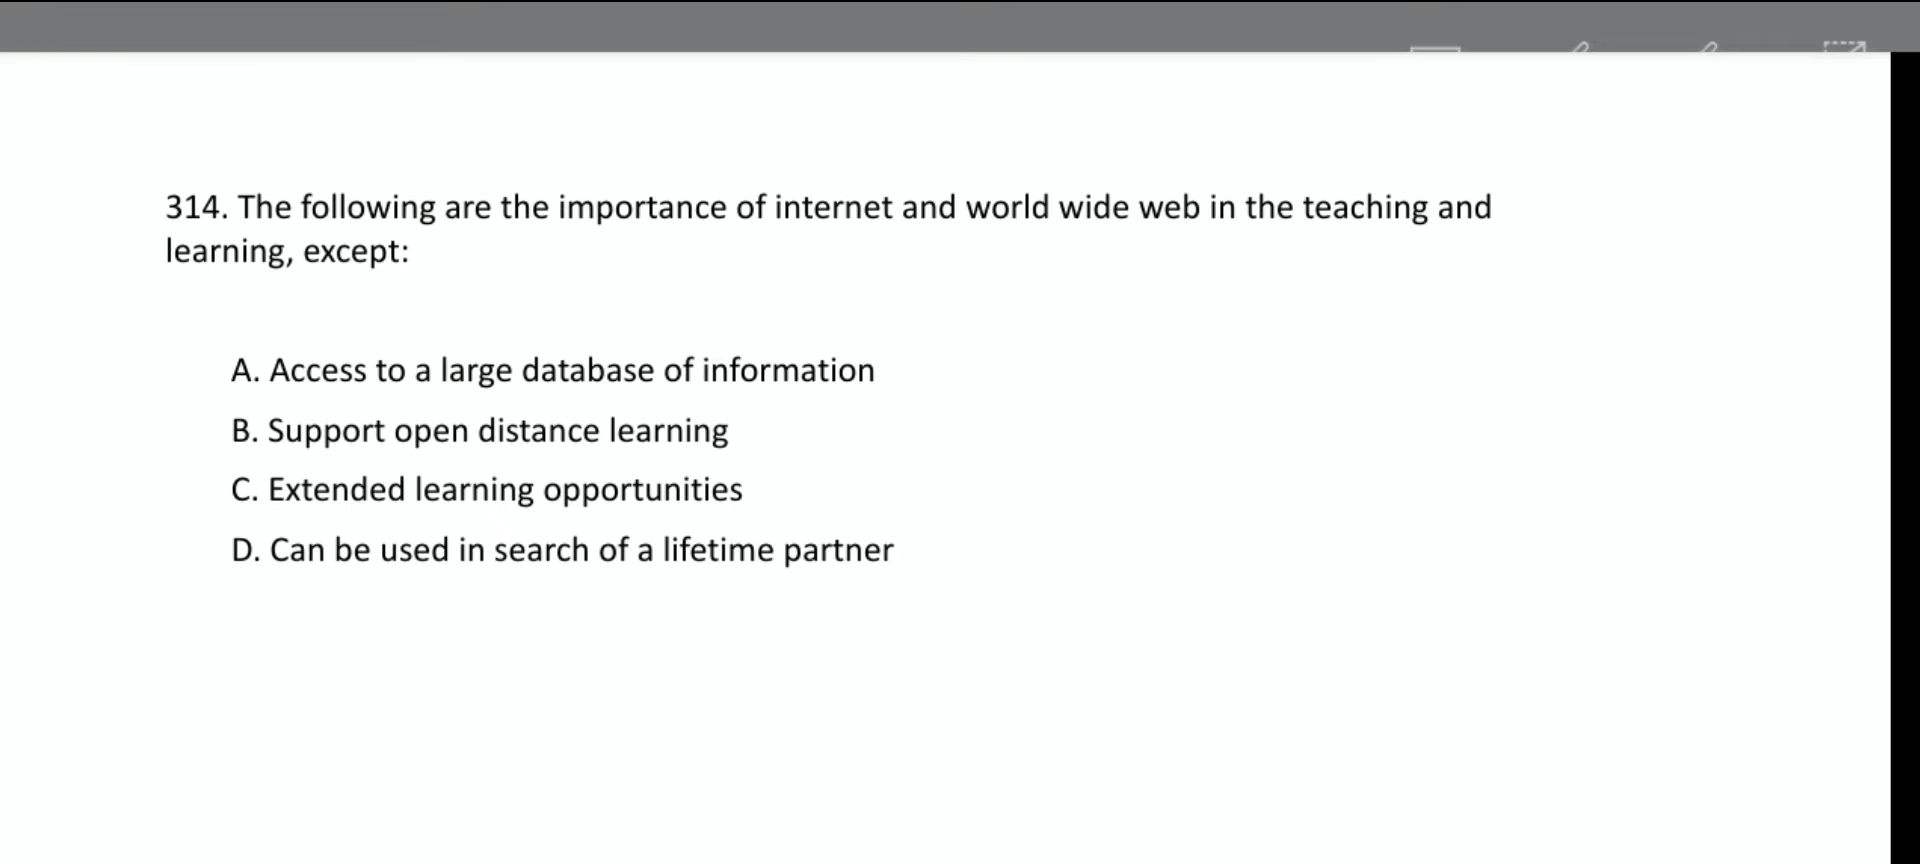 314. The following are the importance of internet and world wide web in the teaching and
learning, except:
A. Access to a large database of information
B. Support open distance learning
C. Extended learning opportunities
D. Can be used in search of a lifetime partner